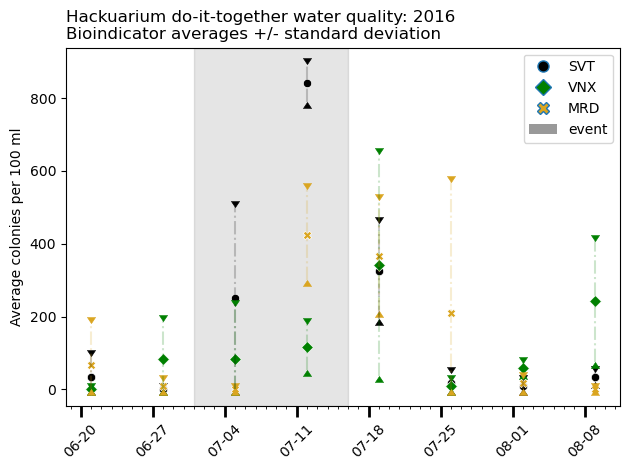 Hackuarium do-it-together water quality: 2016
Bioindicator averages +/- standard deviation
SVT
VNX
MRD
event
Average colonies per 100 ml
800
600
400
200
0
06-20 06-27 07-04 07-11 07-18 07-25 08-01 08-08